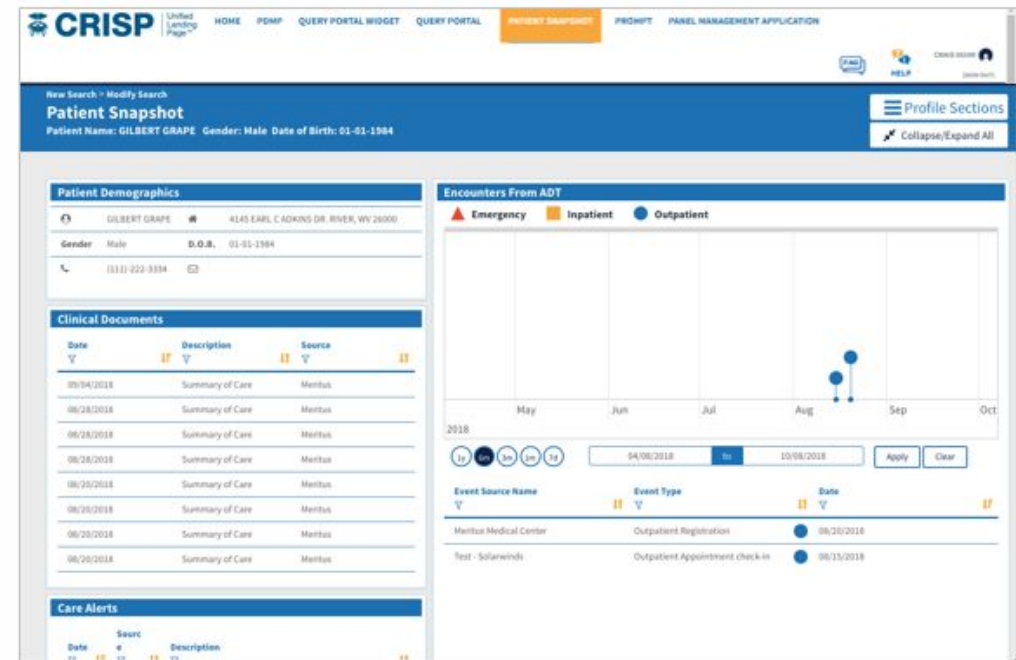 CRISP Unified Landing Page™
HOME PDMP QUERY PORTAL WIDGET QUERY PORTAL PATIENT SNAPSHOT PROMPT PANEL MANAGEMENT APPLICATION
FAQ HELP
New Search > Modify Search
Patient Snapshot
Patient Name: GILBERT GRAPE Gender: Male Date of Birth: 01-01-1984
Profile Sections
Collapse/Expand All
Patient Demographics
GILBERT GRAPE 4145 EARL C ADKINS DR. RIVER, WV 26000
Gender Male D.O.B. 01-01-1984
(111)-222-3334
Clinical Documents
Date Description Source
09/04/2018 Summary of Care Meritus
08/28/2018 Summary of Care Meritus
08/28/2018 Summary of Care Meritus
08/28/2018 Summary of Care Meritus
08/20/2018 Summary of Care Meritus
08/20/2018 Summary of Care Meritus
08/20/2018 Summary of Care Meritus
08/20/2018 Summary of Care Meritus
Care Alerts
Date Source Description
Encounters From ADT
Emergency Inpatient Outpatient
May Jun Jul Aug Sep Oct
2018
1y 6m 3m 1m 7d 04/08/2018 to 10/08/2018 Apply Clear
Event Source Name Event Type Date
Meritus Medical Center Outpatient Registration 08/20/2018
Test - Solarwinds Outpatient Appointment check-in 08/15/2018